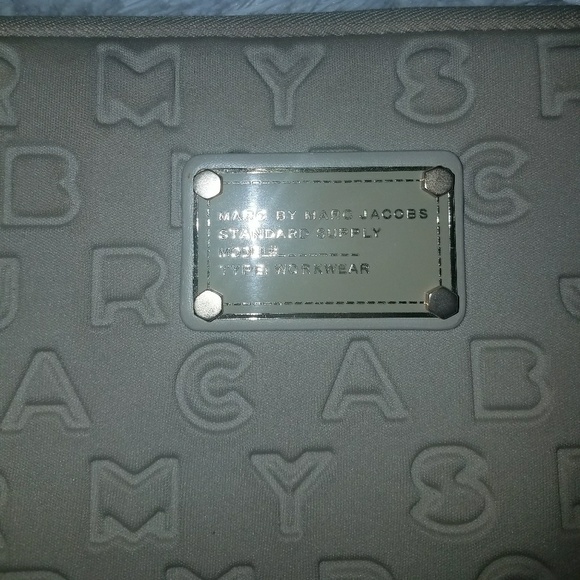 R M Y S R
B M R C
J R C O B
A C A B
R M Y S R
MARC BY MARC JACOBS
STANDARD SUPPLY
MODEL:
TYPE: WORKWEAR